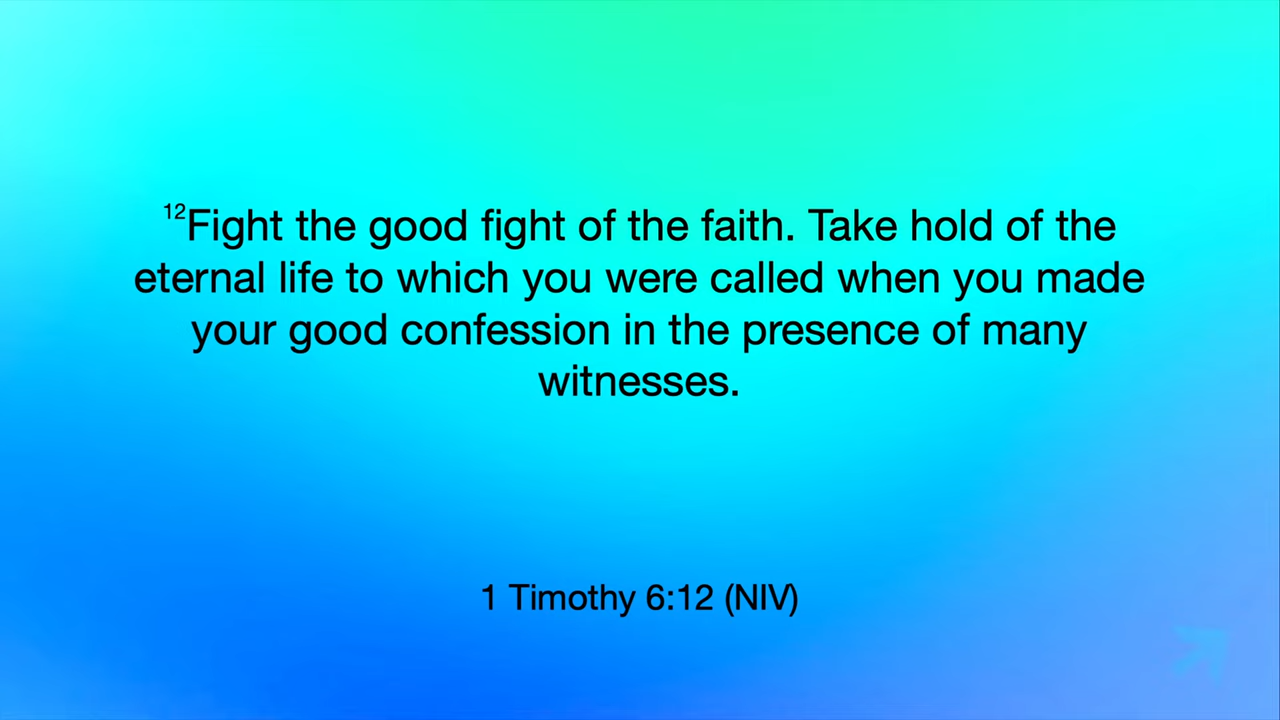 12Fight the good fight of the faith. Take hold of the
eternal life to which you were called when you made
your good confession in the presence of many
witnesses.
1 Timothy 6:12 (NIV)